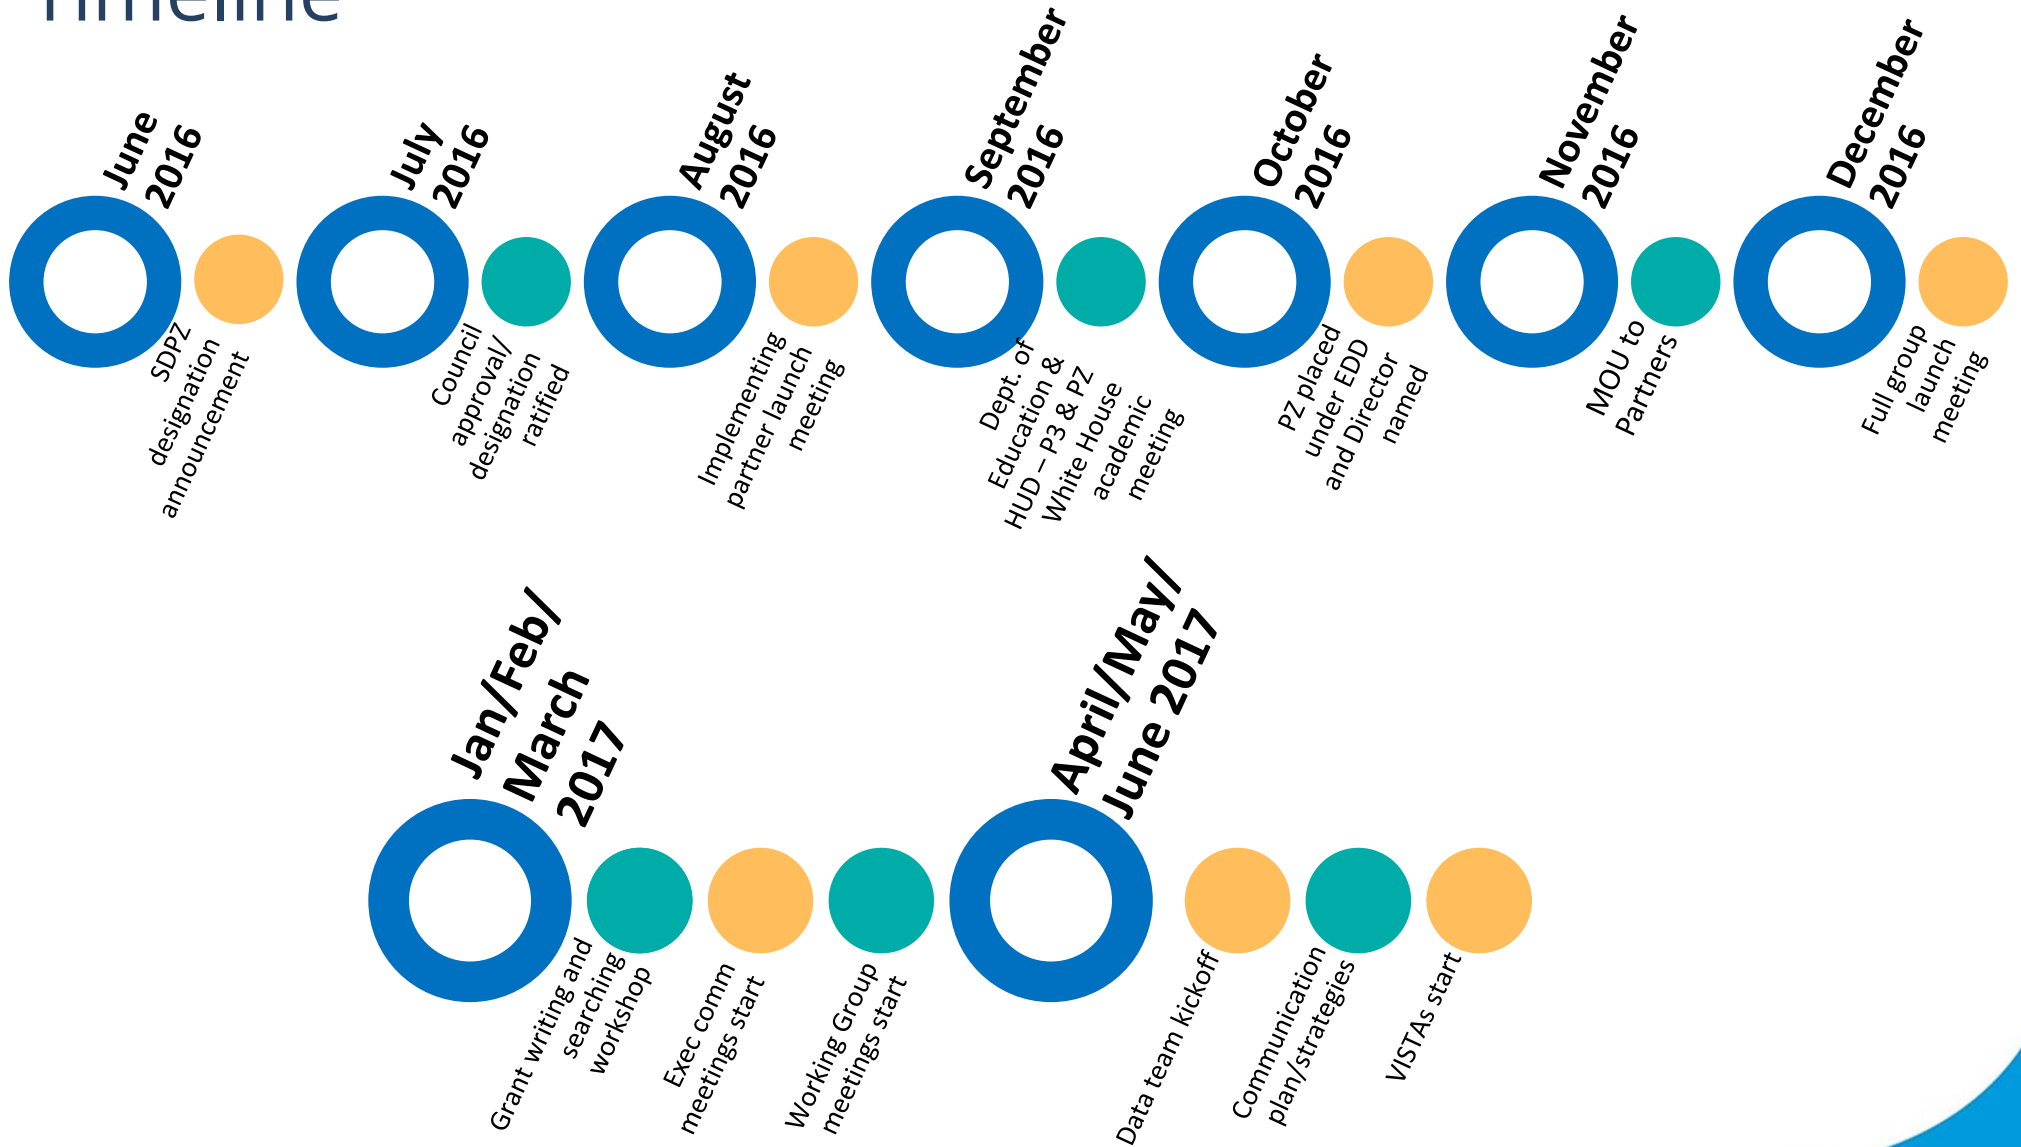 Timeline
June
2016
SDPZ
designation
announcement
July
2016
Council
approval/
designation
ratified
August
2016
Implementing
partner launch
meeting
September
2016
Dept. of
Education &
HUD – P3 & PZ
White House
academic
meeting
October
2016
PZ placed
under EDD
and Director
named
November
2016
MOU to
Partners
December
2016
Full group
launch
meeting
Jan/Feb/
March
2017
Grant writing and
searching
workshop
Exec comm
meetings start
Working Group
meetings start
April/May/
June 2017
Data team kickoff
Communication
plan/strategies
VISTAs start